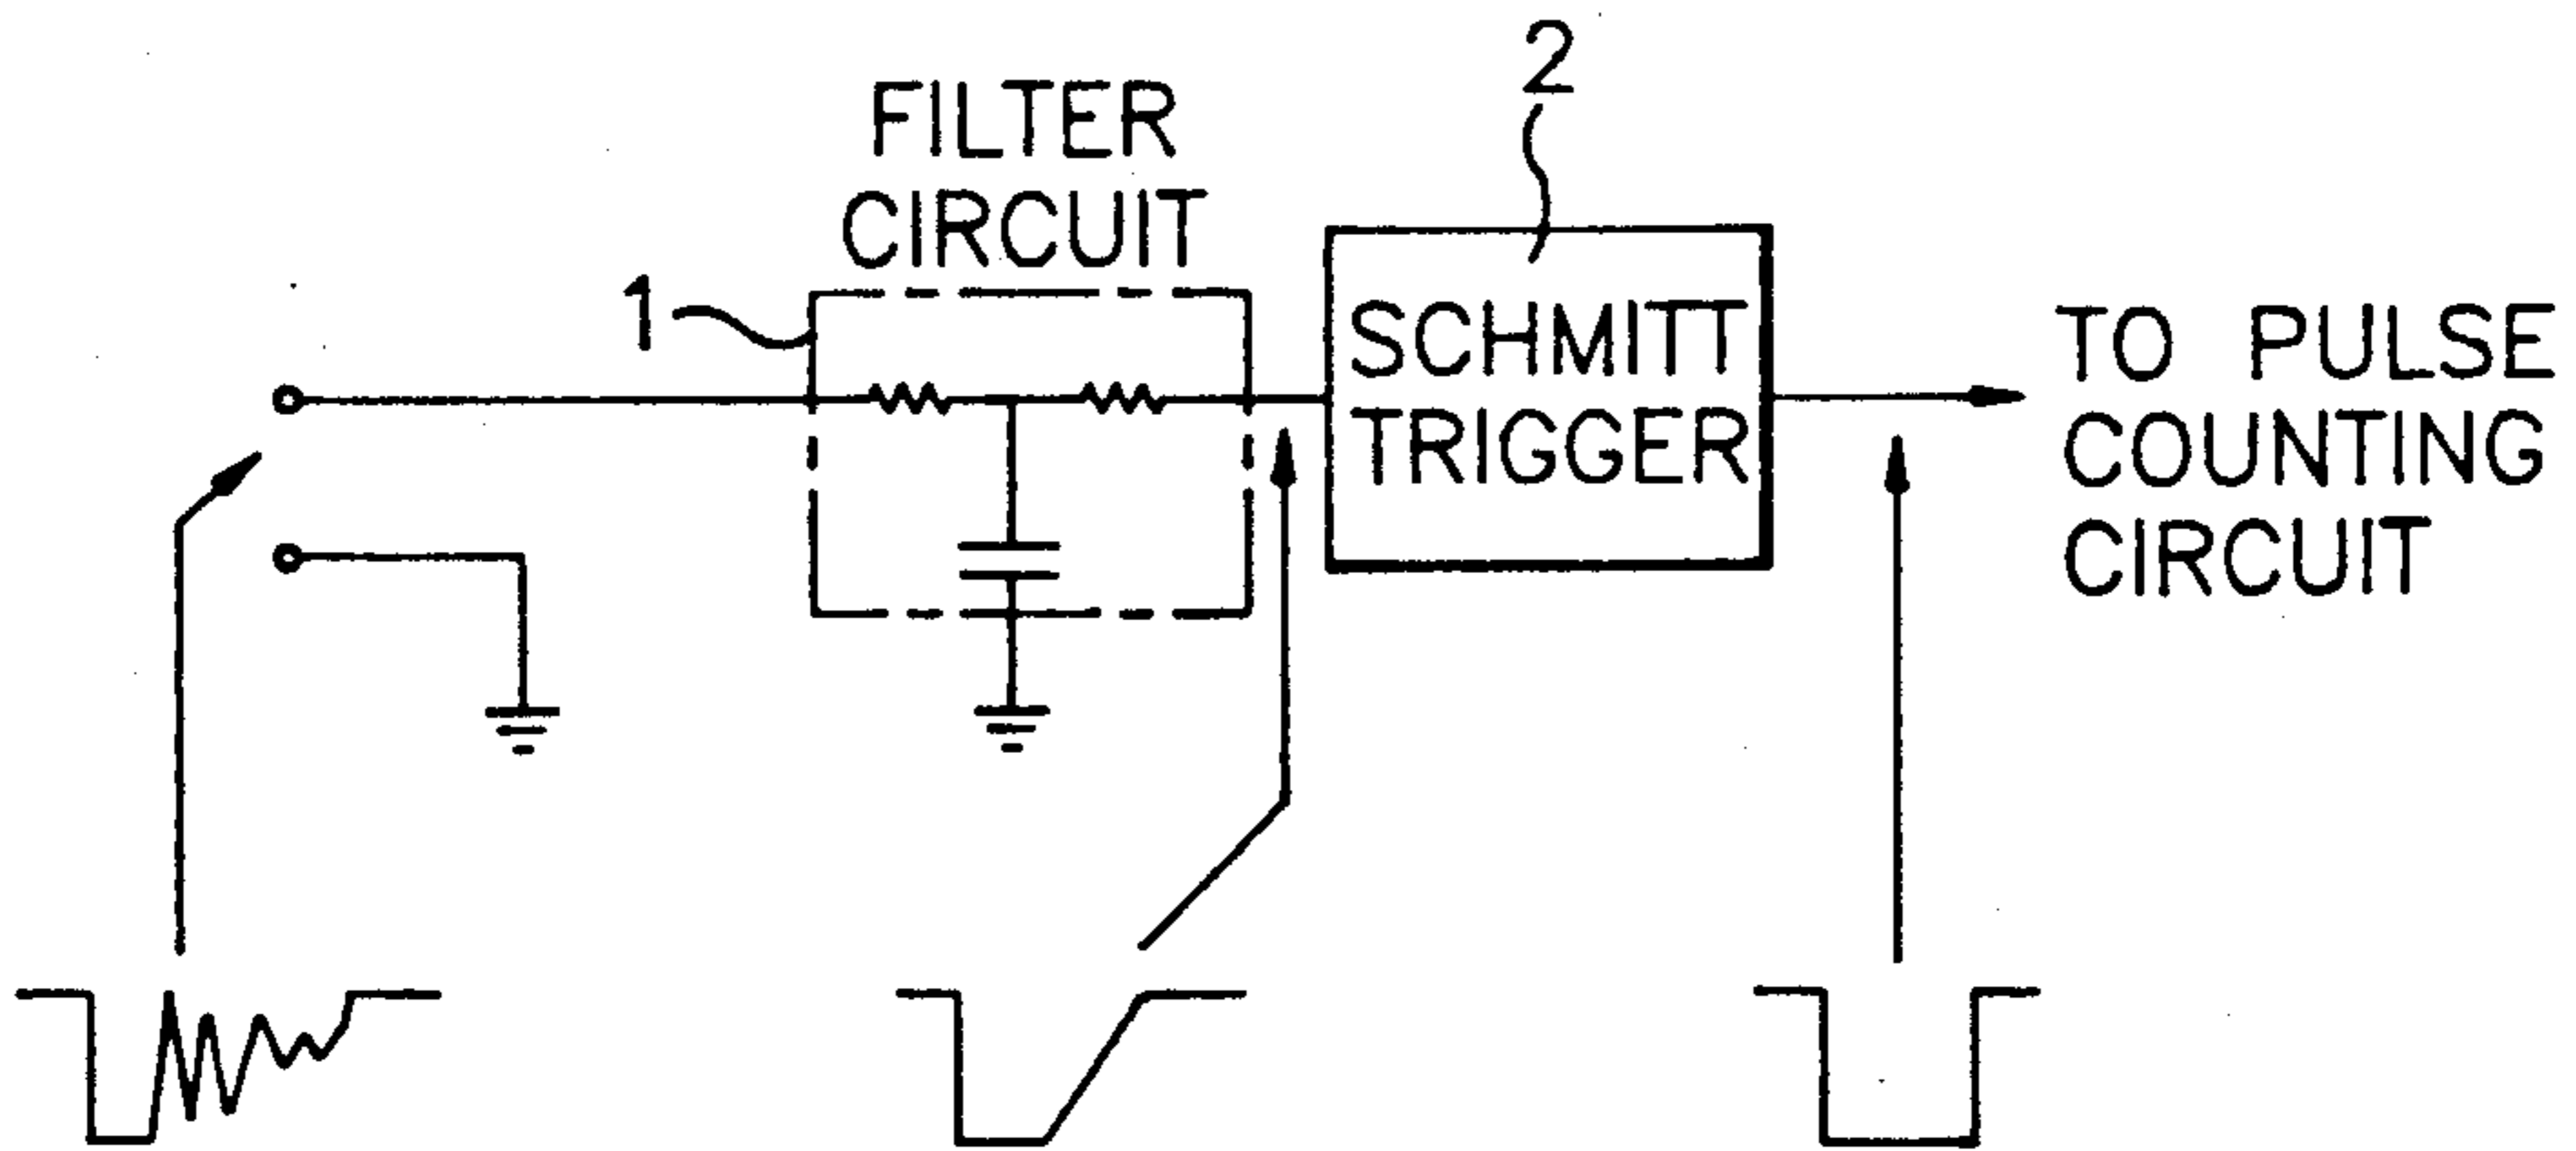 2
FILTER
CIRCUIT
1
SCHMITT
TRIGGER
TO PULSE
COUNTING
CIRCUIT